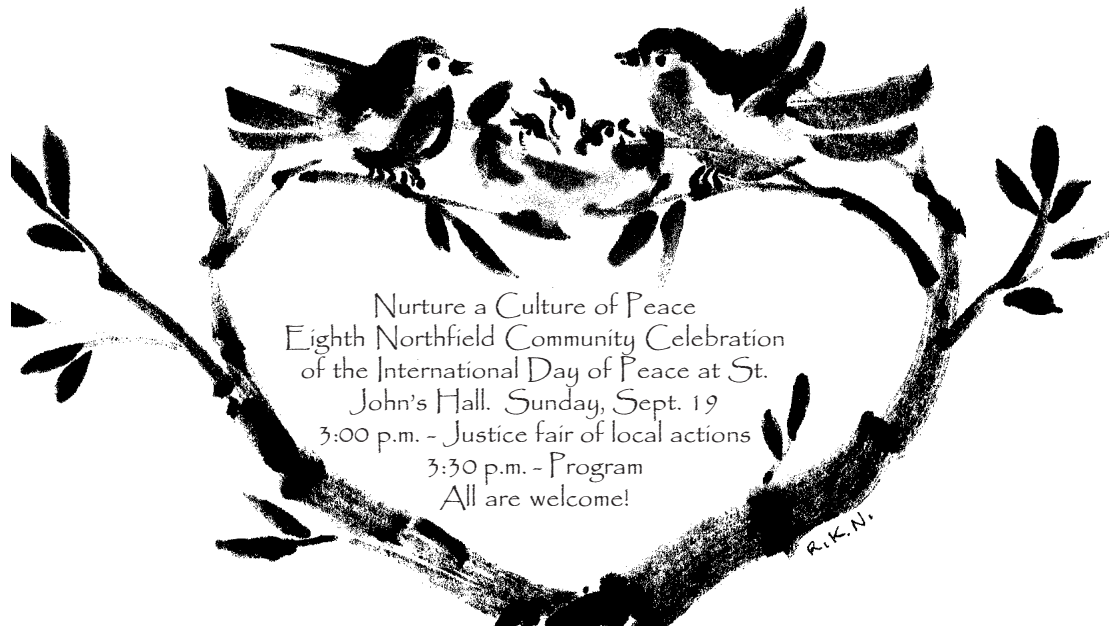 Nurture a Culture of Peace
Eighth Northfield Community Celebration
of the International Day of Peace at St.
John's Hall.  Sunday, Sept. 19
3:00 p.m. - Justice fair of local actions
3:30 p.m. - Program
All are welcome!
R.K.N.